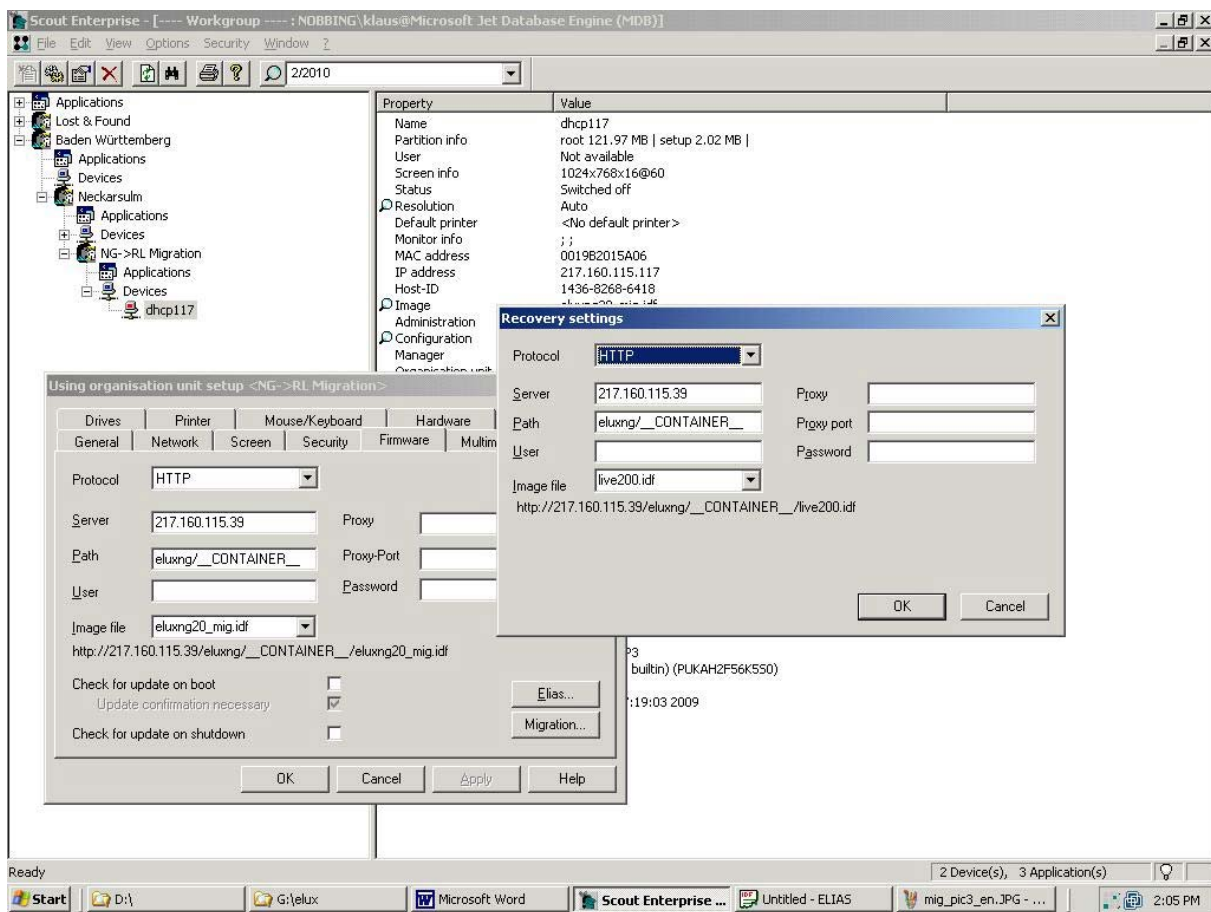 Scout Enterprise - [---- Workgroup ---- : NOBBING\klaus@Microsoft Jet Database Engine (MDB)]
File Edit View Options Security Window ?
2/2010
Applications
Lost & Found
Baden Württemberg
Applications
Devices
Neckarsulm
Applications
Devices
NG->RL Migration
Applications
Devices
dhcp117
Property Value
Name dhcp117
Partition info root 121.97 MB | setup 2.02 MB |
User Not available
Screen info 1024x768x16@60
Status Switched off
Resolution Auto
Default printer <No default printer>
Monitor info ; ;
MAC address 0019B2015A06
IP address 217.160.115.117
Host-ID 1436-8268-6418
Image eluxng20_mig.idf
Administration
Configuration
Manager
Organisation unit
P3
builtin) (PUKAH2F56K5S0)
:19:03 2009
Using organisation unit setup <NG->RL Migration>
Drives Printer Mouse/Keyboard Hardware
General Network Screen Security Firmware Multim
Protocol HTTP
Server 217.160.115.39 Proxy
Path eluxng/__CONTAINER__ Proxy-Port
User Password
Image file eluxng20_mig.idf
http://217.160.115.39/eluxng/__CONTAINER__/eluxng20_mig.idf
Check for update on boot
Update confirmation necessary
Check for update on shutdown
Elias...
Migration...
OK Cancel Apply Help
Recovery settings
Protocol HTTP
Server 217.160.115.39 Proxy
Path eluxng/__CONTAINER__ Proxy port
User Password
Image file live200.idf
http://217.160.115.39/eluxng/__CONTAINER__/live200.idf
OK Cancel
Ready 2 Device(s), 3 Application(s)
Start D:\ G:\elux Microsoft Word Scout Enterprise ... Untitled - ELIAS mig_pic3_en.JPG - ... 2:05 PM